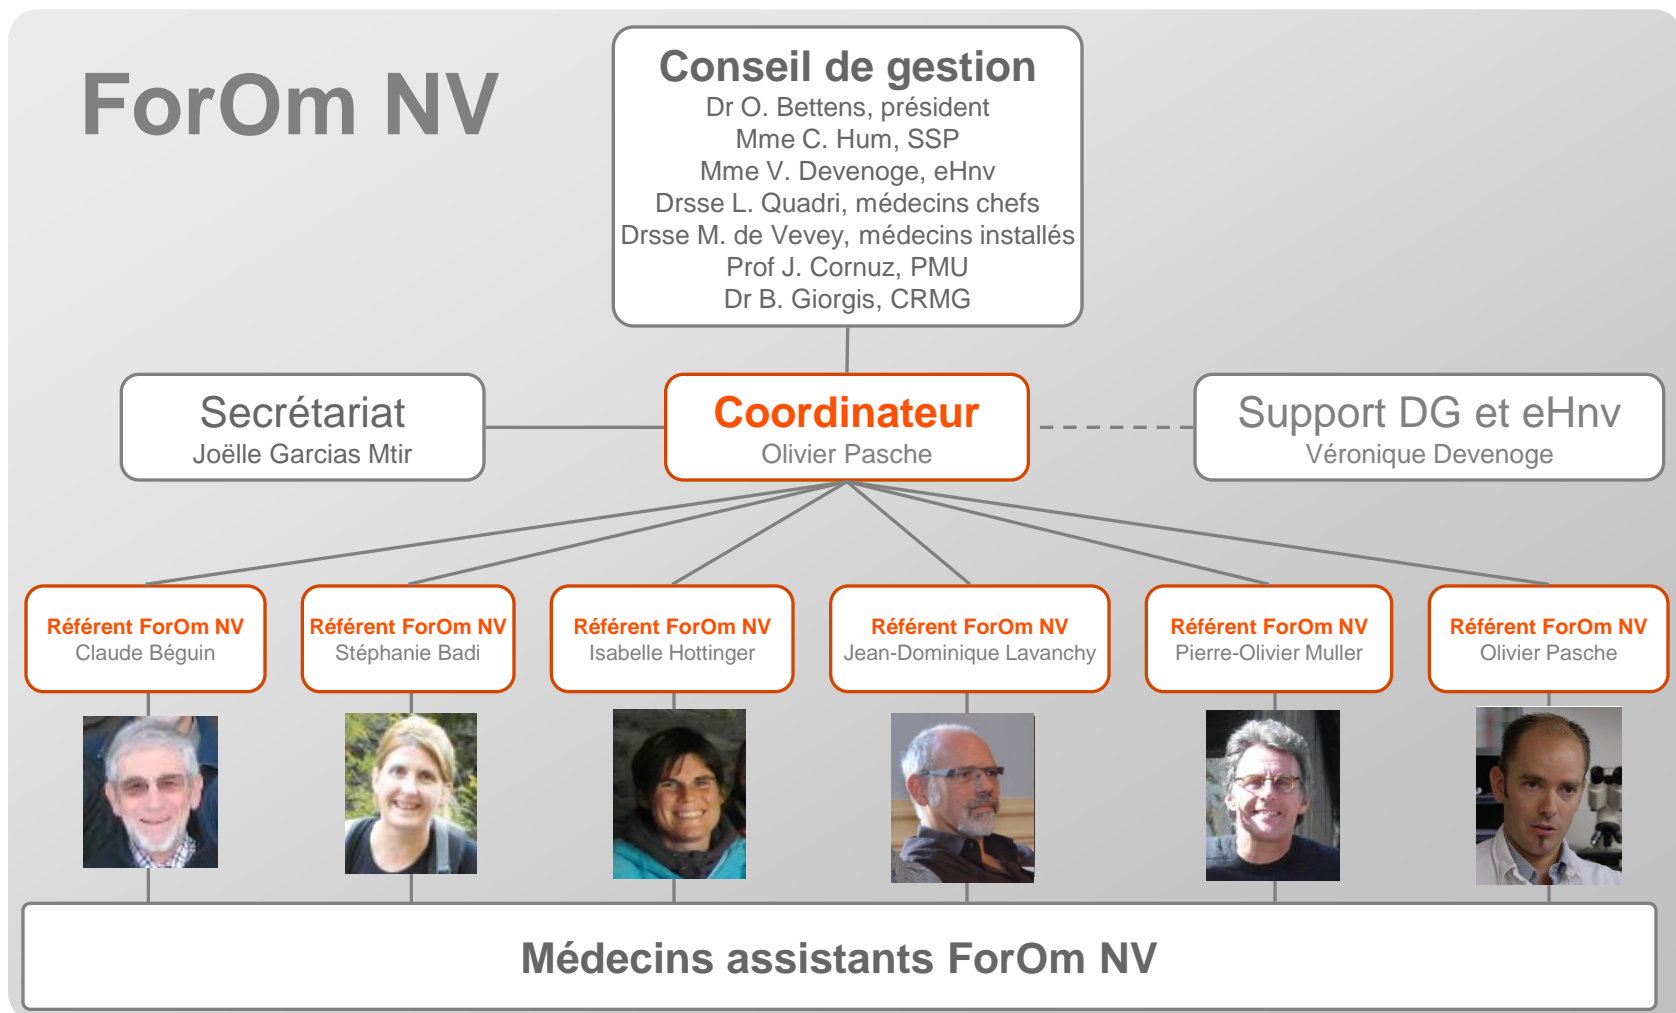 ForOm NV
Conseil de gestion
Dr O. Bettens, président
Mme C. Hum, SSP
Mme V. Devenoge, eHnv
Drsse L. Quadri, médecins chefs
Drsse M. de Vevey, médecins installés
Prof J. Cornuz, PMU
Dr B. Giorgis, CRMG
Secrétariat
Joëlle Garcias Mtir
Coordinateur
Olivier Pasche
Support DG et eHnv
Véronique Devenoge
Référent ForOm NV
Claude Béguin
Référent ForOm NV
Stéphanie Badi
Référent ForOm NV
Isabelle Hottinger
Référent ForOm NV
Jean-Dominique Lavanchy
Référent ForOm NV
Pierre-Olivier Muller
Référent ForOm NV
Olivier Pasche
Médecins assistants ForOm NV